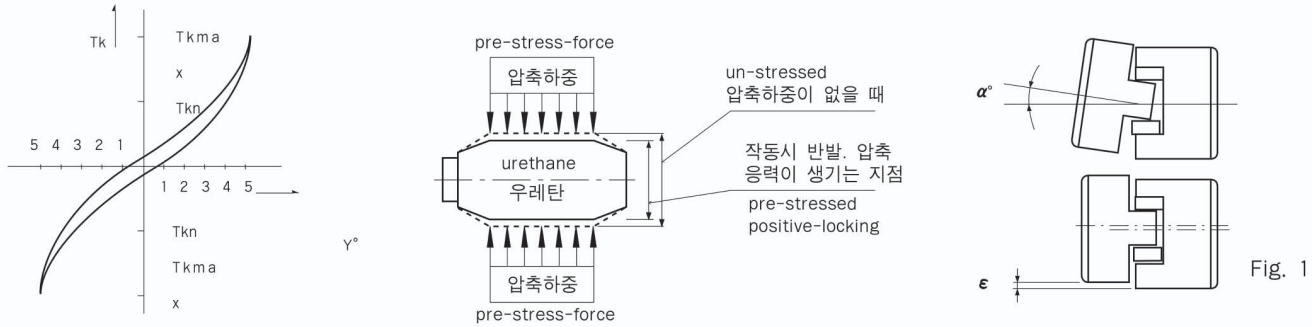 Tk
Tkma
x
Tkn
5 4 3 2 1
1 2 3 4 5
Tkn
Tkma
x
Y°
pre-stress-force
압축하중
urethane
우레탄
압축하중
pre-stress-force
un-stressed
압축하중이 없을 때
작동시 반발. 압축
응력이 생기는 지점
pre-stressed
positive-locking
α°
ε
Fig. 1